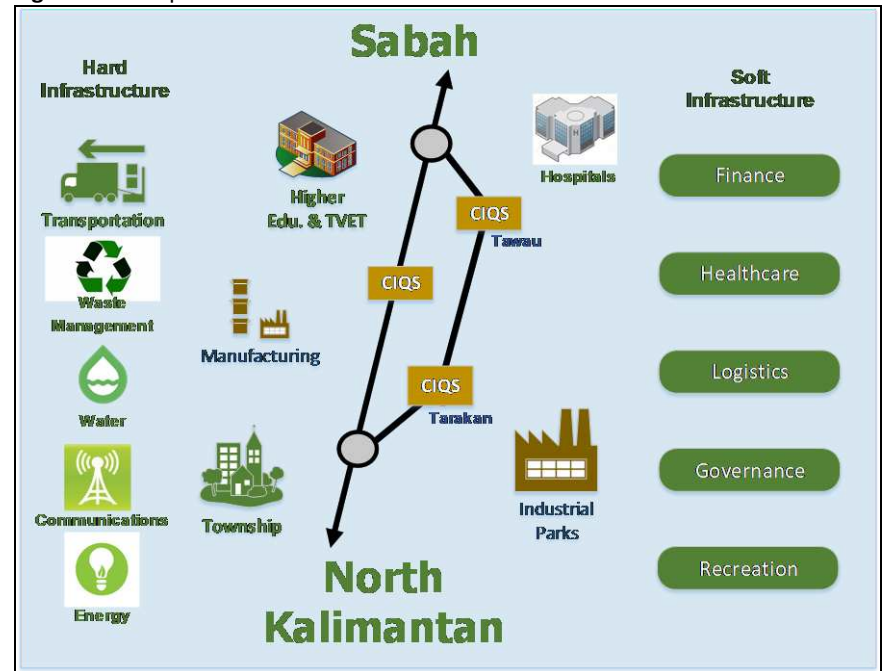 Sabah
Hard
Infrastructure
Soft
Infrastructure
Transportation
Higher
Edu. & TVET
H
Hospitals
Finance
CIQS
Tawau
Waste
Management
CIQS
Healthcare
Manufacturing
CIQS
Tarakan
Logistics
Water
Communications
Township
Industrial
Parks
Governance
Energy
North
Kalimantan
Recreation